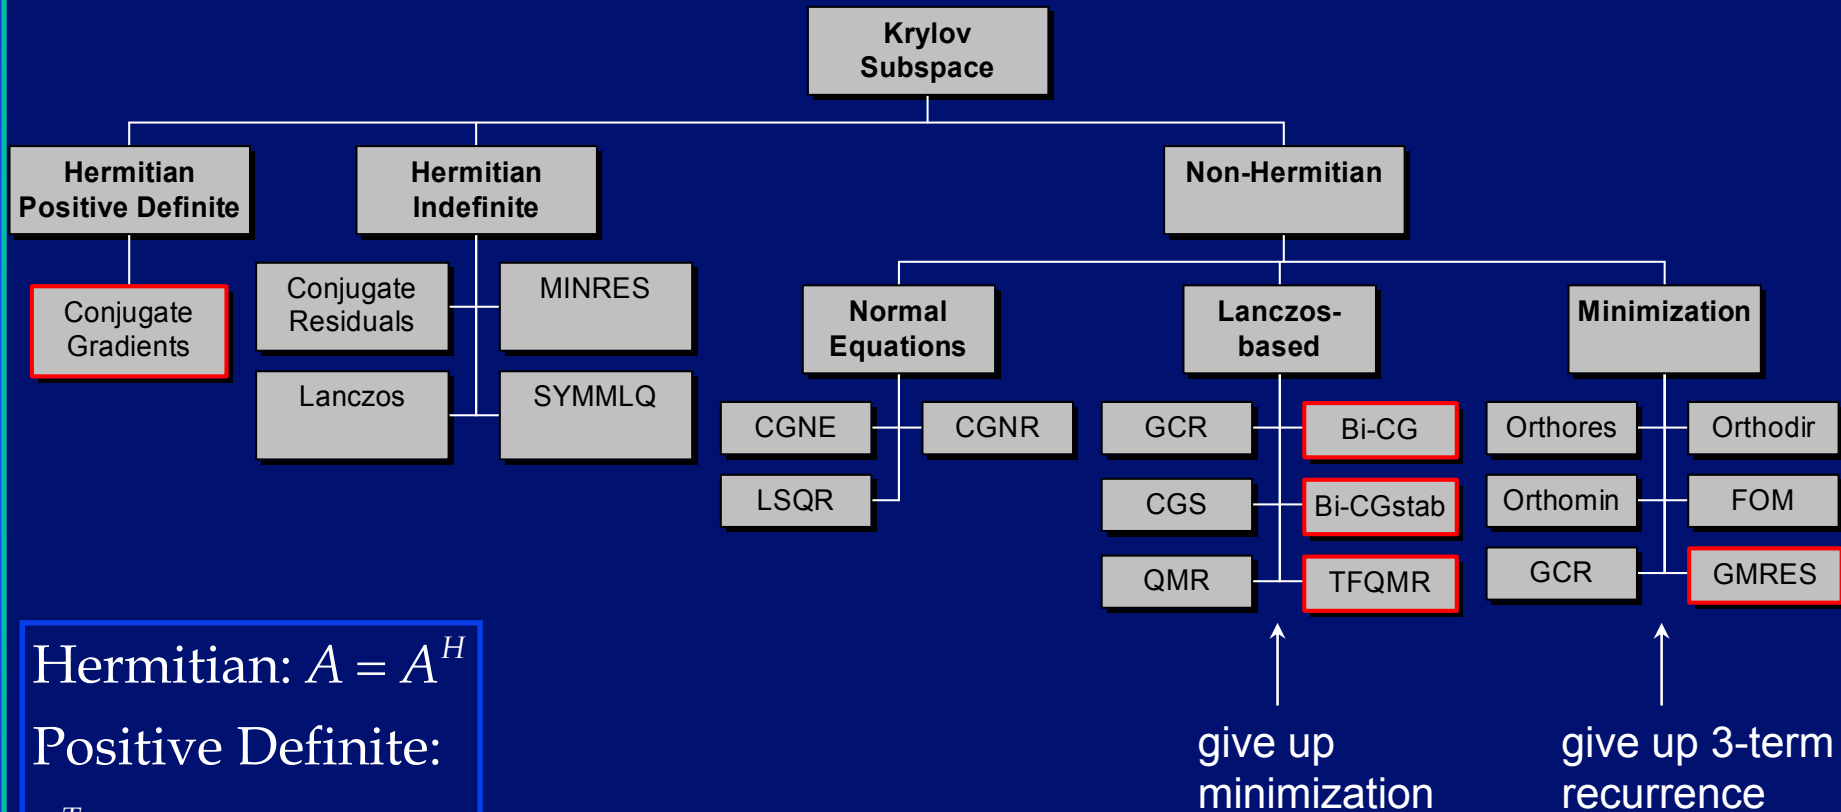 Krylov
Subspace
Hermitian
Positive Definite
Hermitian
Indefinite
Non-Hermitian
Conjugate
Gradients
Conjugate
Residuals
MINRES
Lanczos
SYMMLQ
Normal
Equations
Lanczos-
based
Minimization
CGNE
CGNR
LSQR
GCR
Bi-CG
CGS
Bi-CGstab
QMR
TFQMR
Orthores
Orthodir
Orthomin
FOM
GCR
GMRES
give up
minimization
give up 3-term
recurrence
Hermitian: A = A^H
Positive Definite:
T